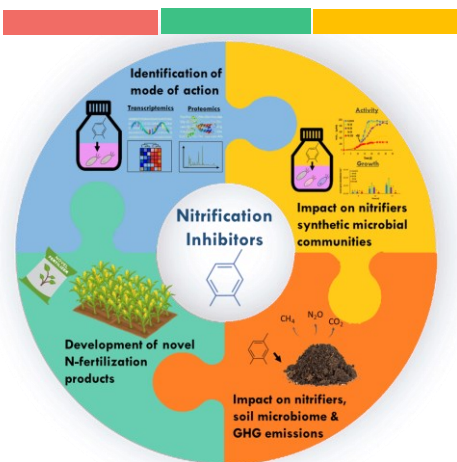 Identification of
mode of action
Transcriptomics
Proteomics
Activity
Growth
Impact on nitrifiers
synthetic microbial
communities
Nitrification
Inhibitors
Development of novel
N-fertilization
products
CH₄
N₂O
CO₂
Impact on nitrifiers,
soil microbiome &
GHG emissions